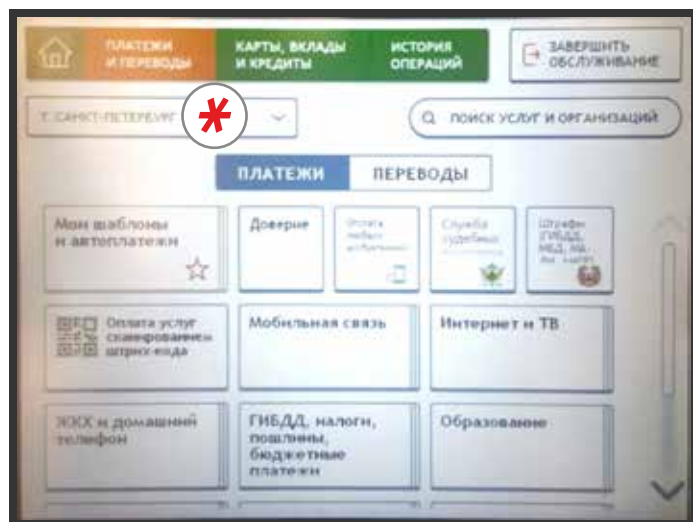 ПЛАТЕЖИ
И ПЕРЕВОДЫ
КАРТЫ, ВКЛАДЫ
И КРЕДИТЫ
ИСТОРИЯ
ОПЕРАЦИЙ
ЗАВЕРШИТЬ
ОБСЛУЖИВАНИЕ
Г. САНКТ-ПЕТЕРБУРГ
ПОИСК УСЛУГ И ОРГАНИЗАЦИЙ
ПЛАТЕЖИ
ПЕРЕВОДЫ
Мои шаблоны
и автоплатежи
Доверие
Оплата
Служба
судебных
Штрафы
ГИБДД,
Оплата услуг
сканированием
штрих-кода
Мобильная связь
Интернет и ТВ
ЖКХ и домашний
телефон
ГИБДД, налоги,
пошлины,
бюджетные
платежи
Образование